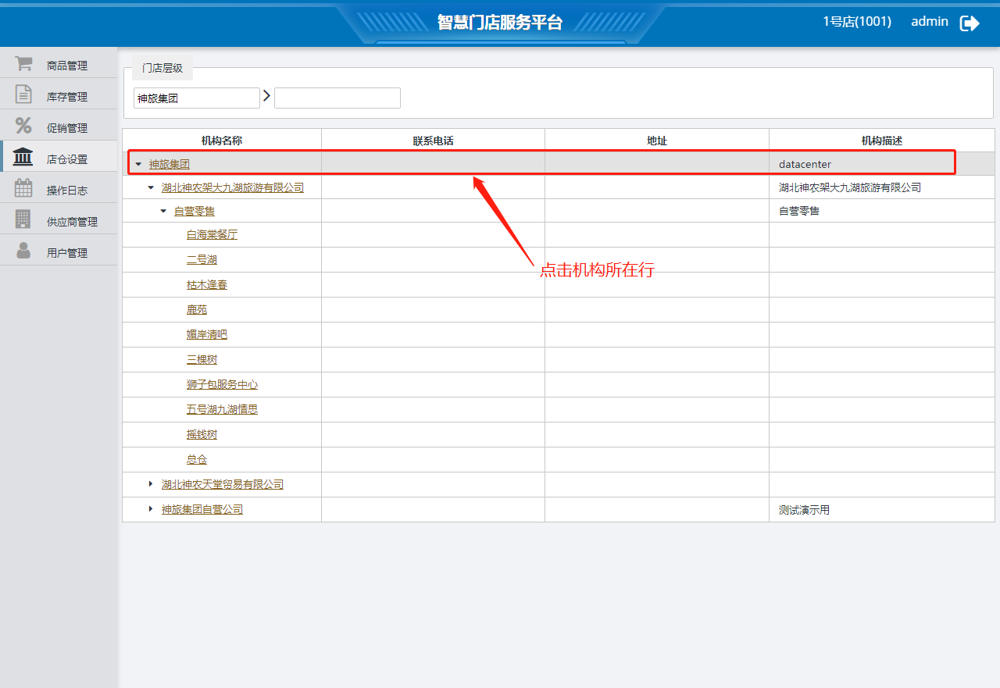 智慧门店服务平台
1号店(1001) admin
商品管理
库存管理
促销管理
店仓设置
操作日志
供应商管理
用户管理
门店层级
神旅集团
机构名称 联系电话 地址 机构描述
神旅集团 datacenter
湖北神农架大九湖旅游有限公司 湖北神农架大九湖旅游有限公司
自营零售 自营零售
白海棠餐厅
二号湖
点击机构所在行
枯木逢春
鹿苑
媚岸清吧
三棵树
狮子包服务中心
五号湖九湖情思
摇钱树
总仓
湖北神农天堂贸易有限公司
神旅集团自营公司 测试演示用